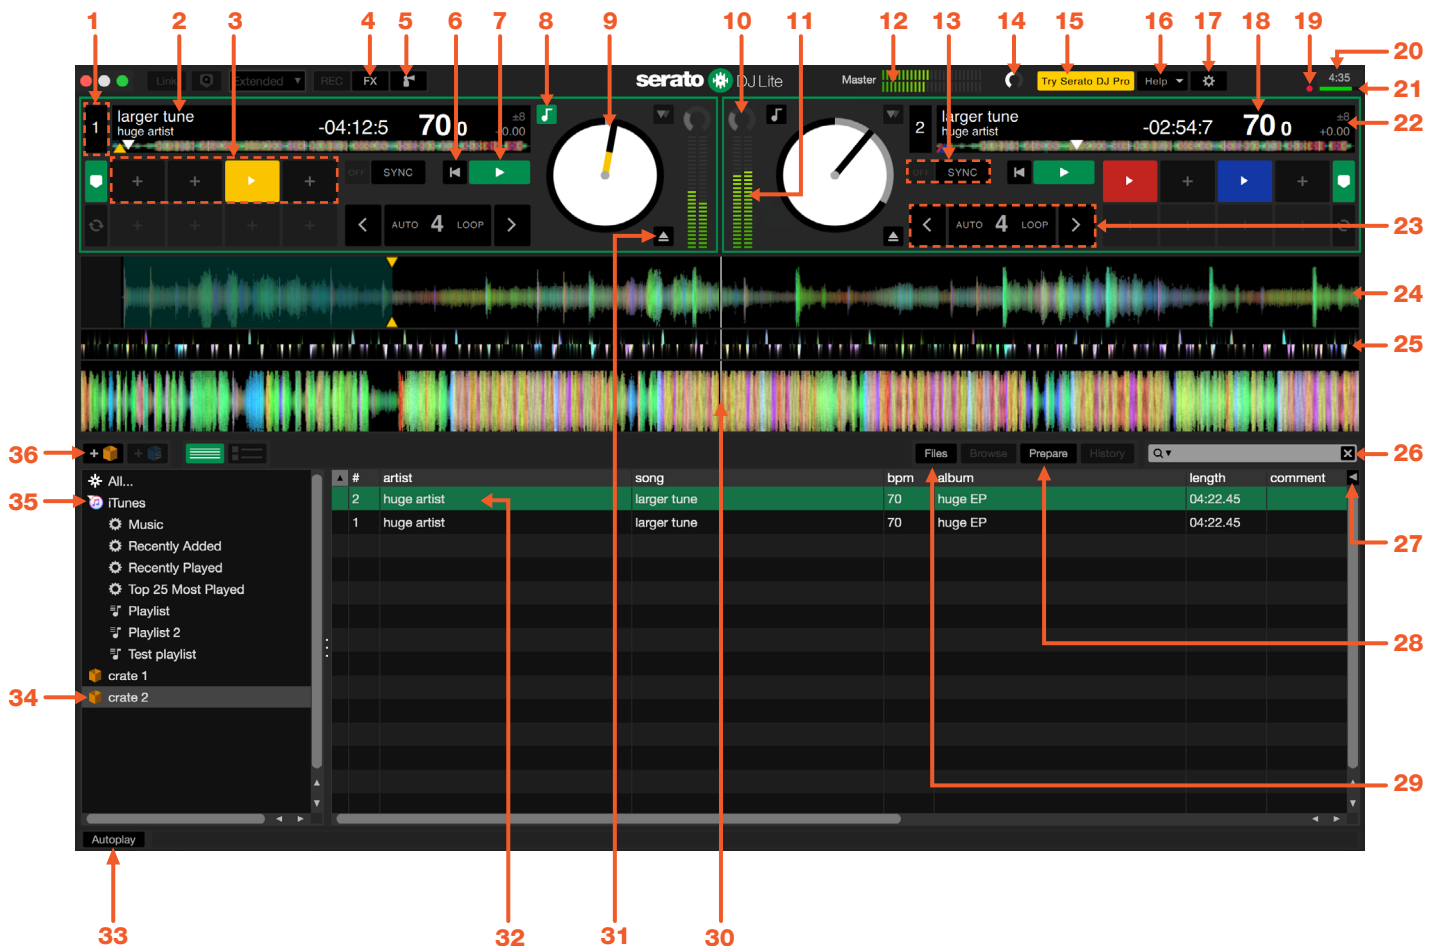 1 2 3 4 5 6 7 8 9 10 11 12 13 14 15 16 17 18 19
20
Link Extended ▼ REC FX serato DJ Lite Master Try Serato DJ Pro Help ▼ 4:35
21
larger tune
huge artist
1 -04:12:5 70 0 ±8 +0.00
larger tune
huge artist
2 -02:54:7 70 0 ±8 +0.00
22
+ + + OFF SYNC
OFF SYNC + +
+ + + + < AUTO 4 LOOP >
< AUTO 4 LOOP > + + + +
23
24
25
36 + + Files Browse Prepare History Q▼ 26
All...
35 iTunes
Music
Recently Added
Recently Played
Top 25 Most Played
Playlist
Playlist 2
Test playlist
crate 1
34 crate 2
# artist song bpm album length comment
2 huge artist larger tune 70 huge EP 04:22.45
1 huge artist larger tune 70 huge EP 04:22.45
27
28
29
Autoplay
33 32 31 30